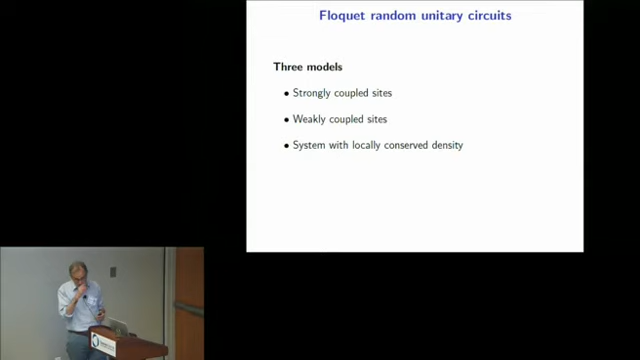 Floquet random unitary circuits
Three models
• Strongly coupled sites
• Weakly coupled sites
• System with locally conserved density